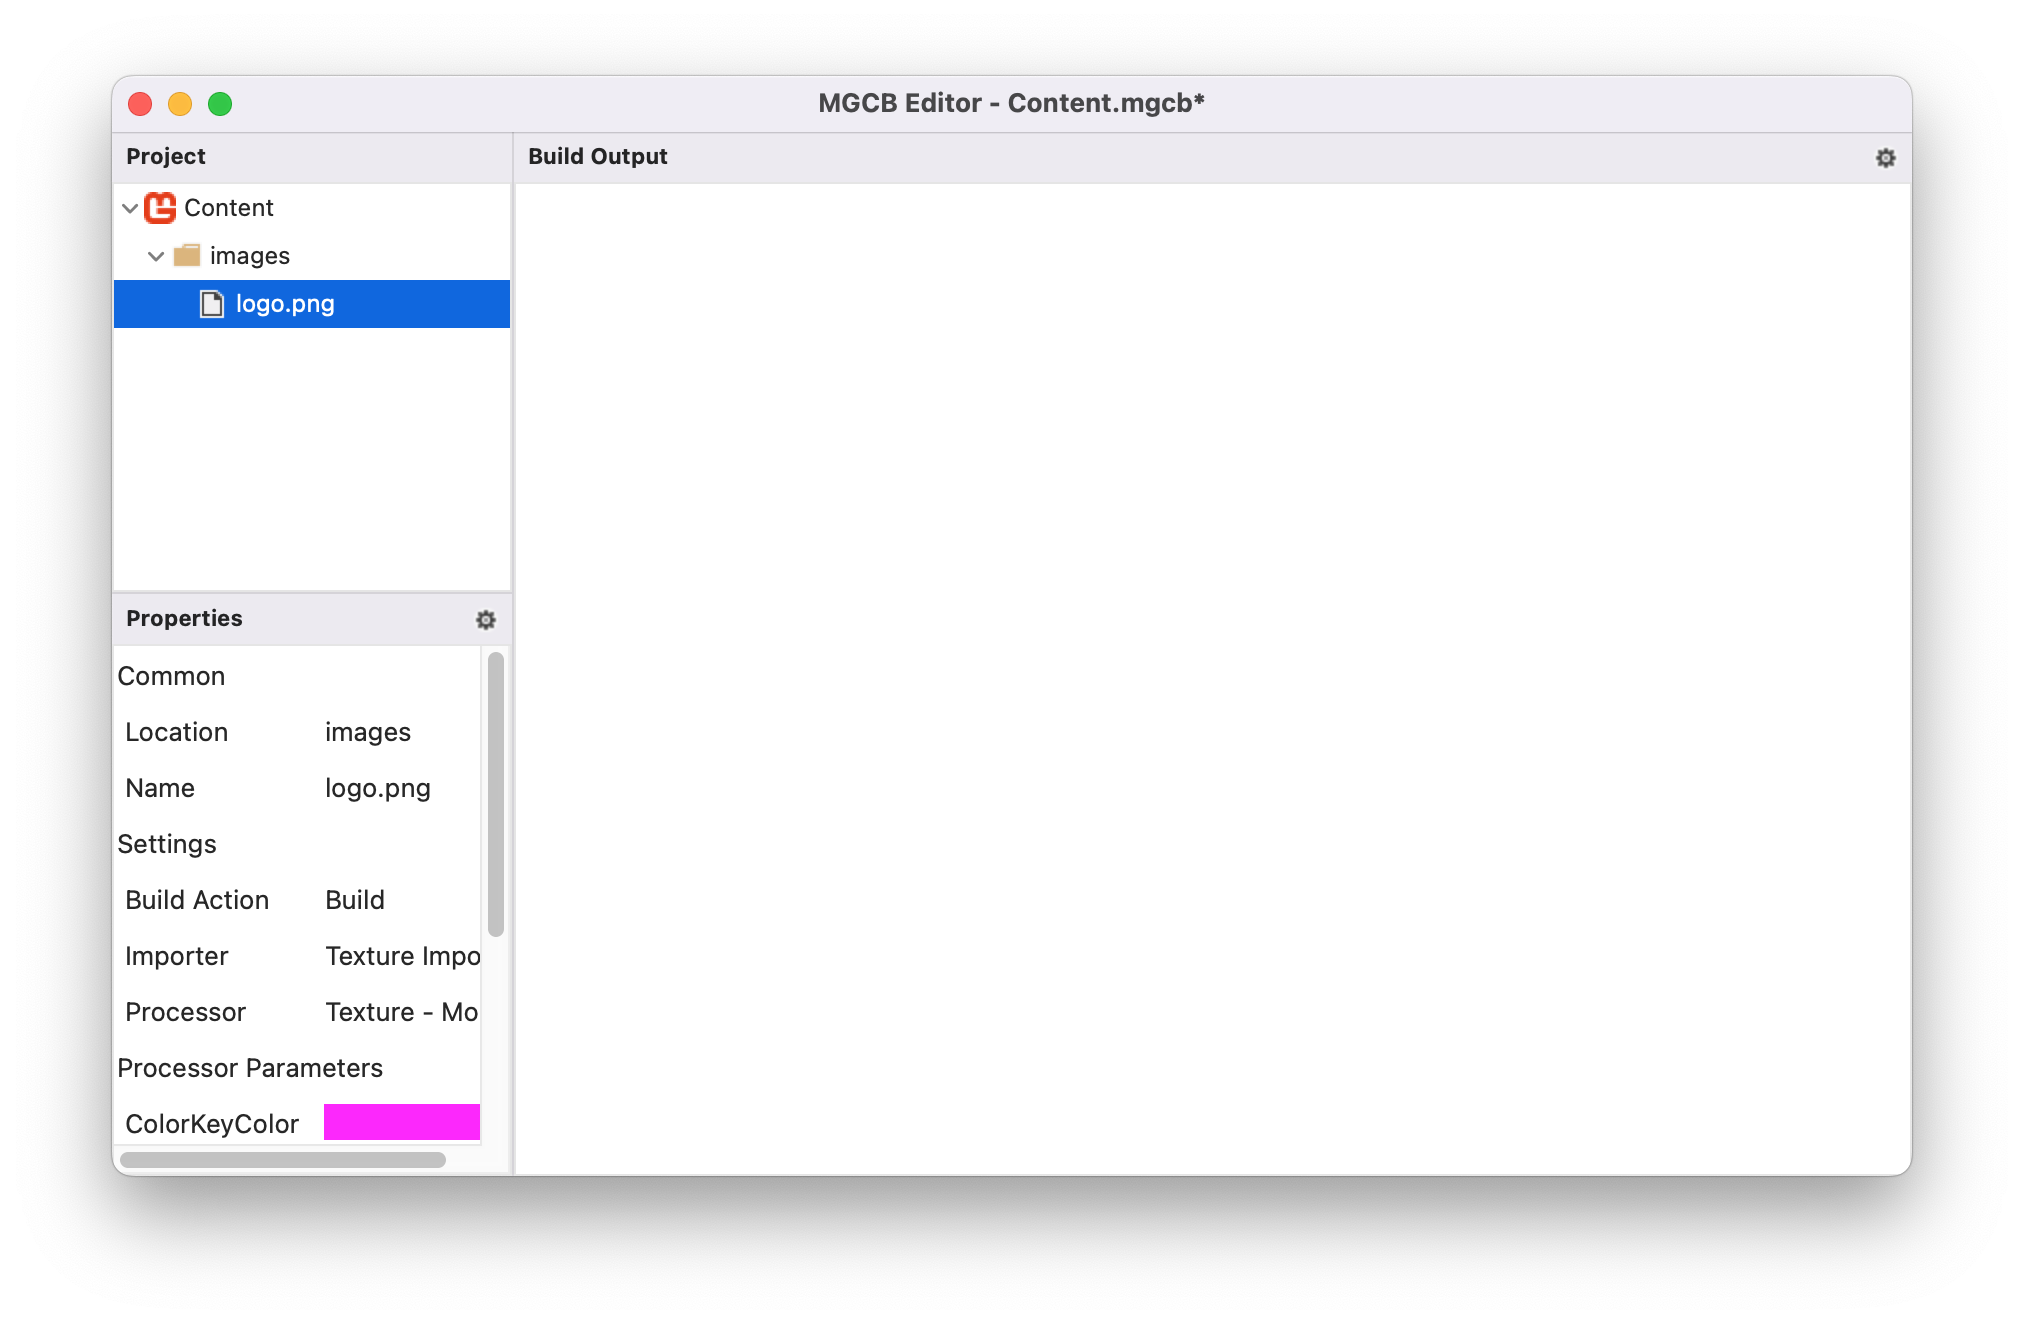 MGCB Editor - Content.mgcb*
Project
Content
images
logo.png
Properties
Common
Location images
Name logo.png
Settings
Build Action Build
Importer Texture Impo
Processor Texture - Mo
Processor Parameters
ColorKeyColor
Build Output